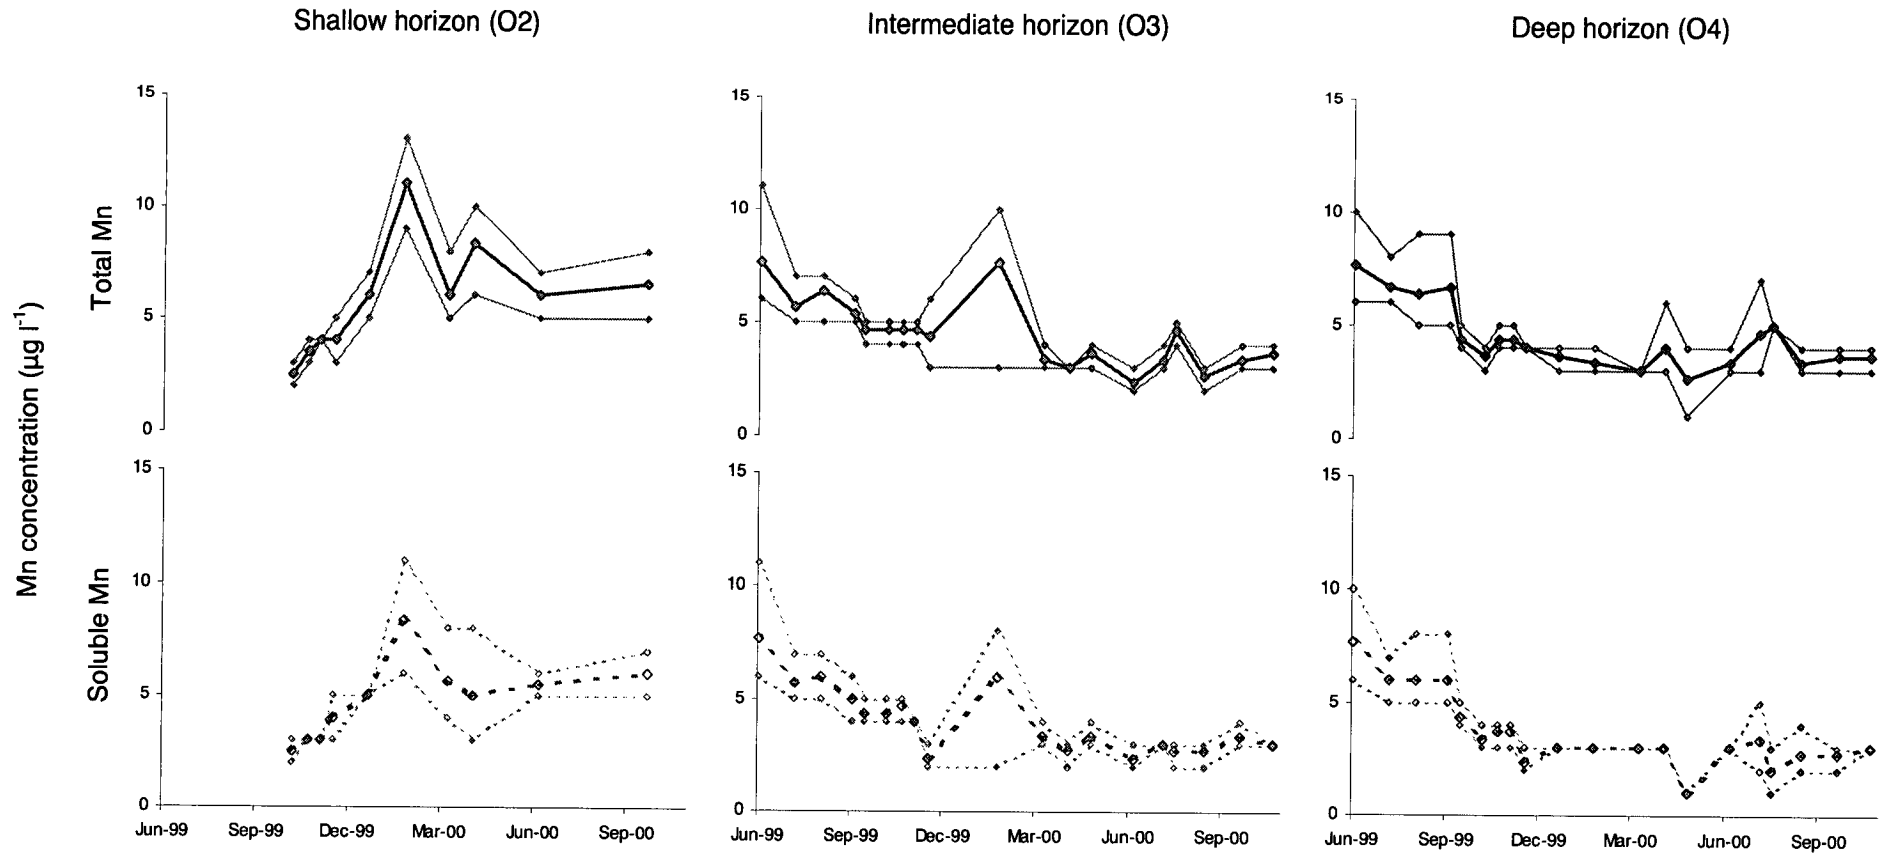 Shallow horizon (O2)
Intermediate horizon (O3)
Deep horizon (O4)
Mn concentration (µg l⁻¹)
Total Mn
15
10
5
0
15
10
5
0
15
10
5
0
Soluble Mn
15
10
5
0
15
10
5
0
15
10
5
0
Jun-99 Sep-99 Dec-99 Mar-00 Jun-00 Sep-00
Jun-99 Sep-99 Dec-99 Mar-00 Jun-00 Sep-00
Jun-99 Sep-99 Dec-99 Mar-00 Jun-00 Sep-00